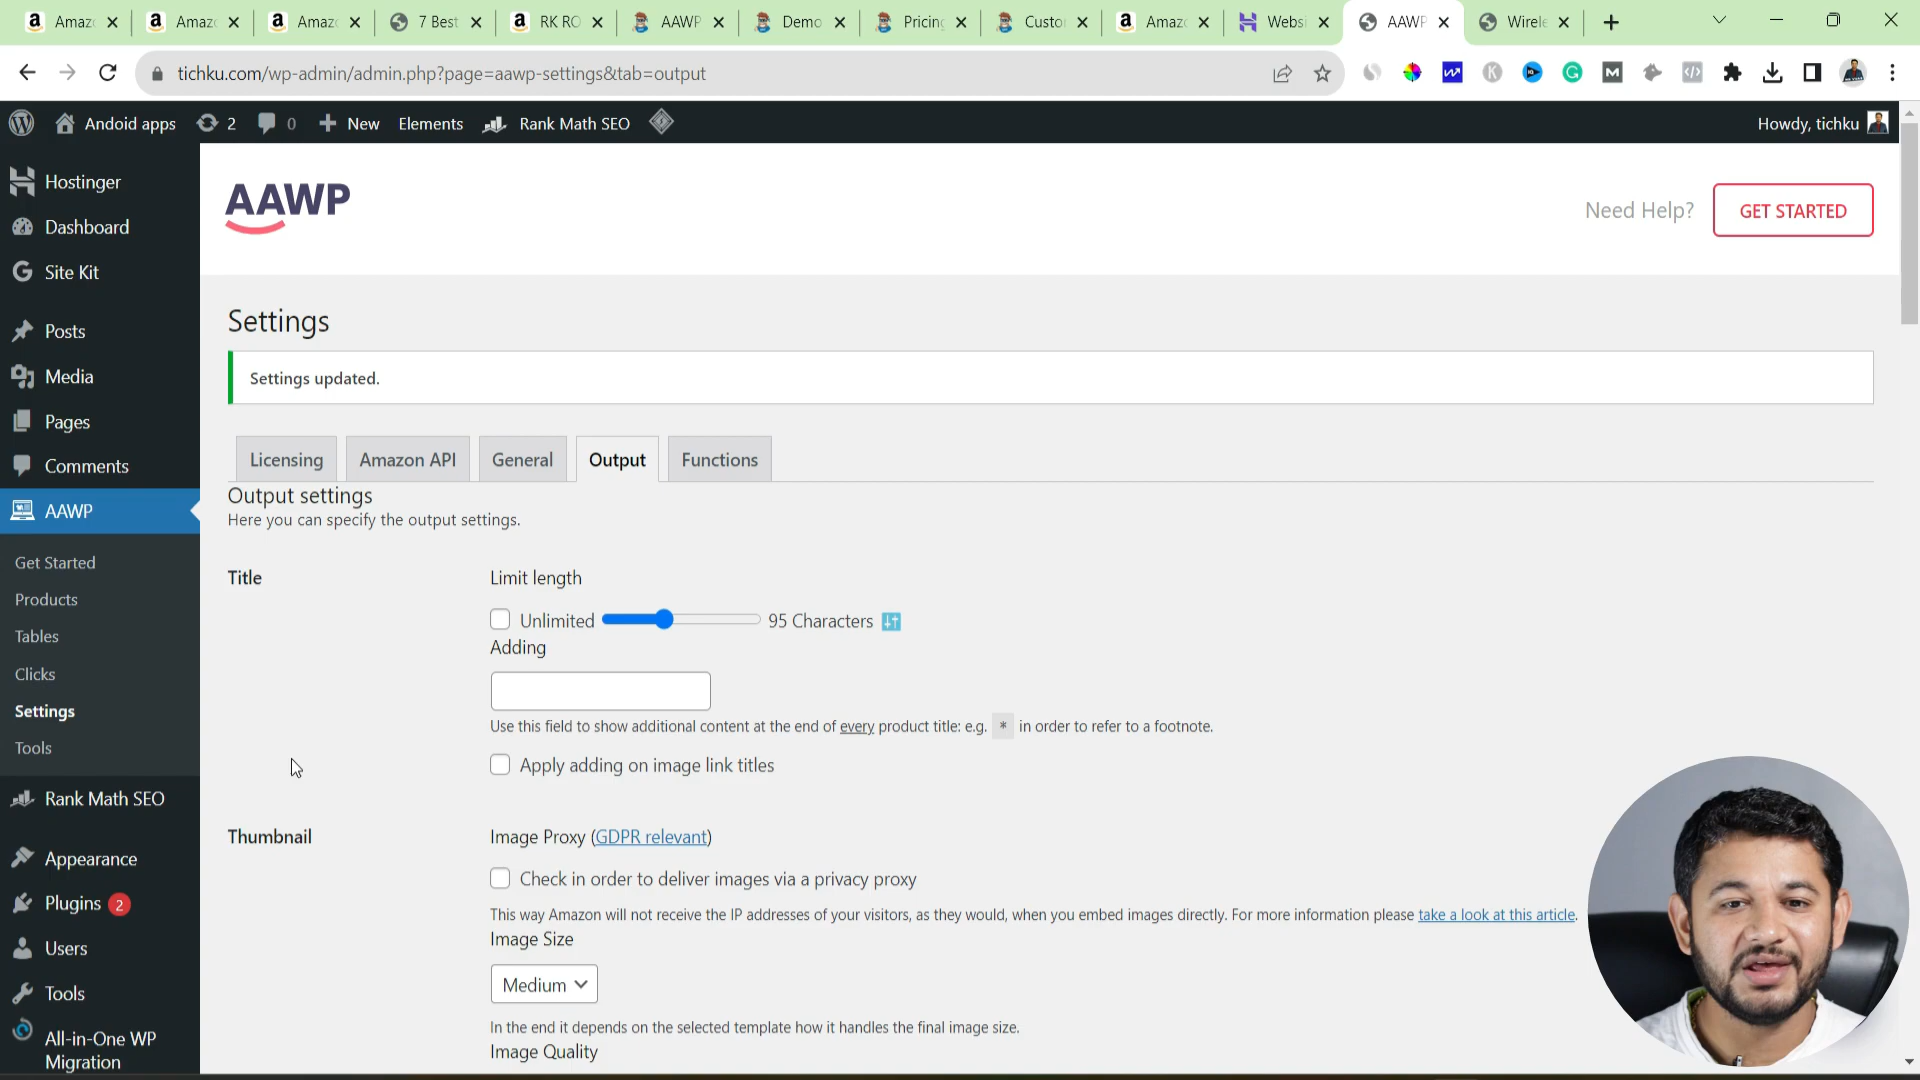 Amaz
Amaz
Amaz
7 Best
RK RO
AAWP
Demo
Pricing
Custo
Amaz
Websi
AAWP
Wirele
tichku.com/wp-admin/admin.php?page=aawp-settings&tab=output
Andoid apps
2
0
New
Elements
Rank Math SEO
Howdy, tichku
Hostinger
Dashboard
Site Kit
Posts
Media
Pages
Comments
AAWP
Get Started
Products
Tables
Clicks
Settings
Tools
Rank Math SEO
Appearance
Plugins 2
Users
Tools
All-in-One WP
Migration
AAWP
Need Help?
GET STARTED
Settings
Settings updated.
Licensing
Amazon API
General
Output
Functions
Output settings
Here you can specify the output settings.
Title
Limit length
Unlimited
95 Characters
Adding
Use this field to show additional content at the end of every product title: e.g. * in order to refer to a footnote.
Apply adding on image link titles
Thumbnail
Image Proxy (GDPR relevant)
Check in order to deliver images via a privacy proxy
This way Amazon will not receive the IP addresses of your visitors, as they would, when you embed images directly. For more information please take a look at this article.
Image Size
Medium
In the end it depends on the selected template how it handles the final image size.
Image Quality